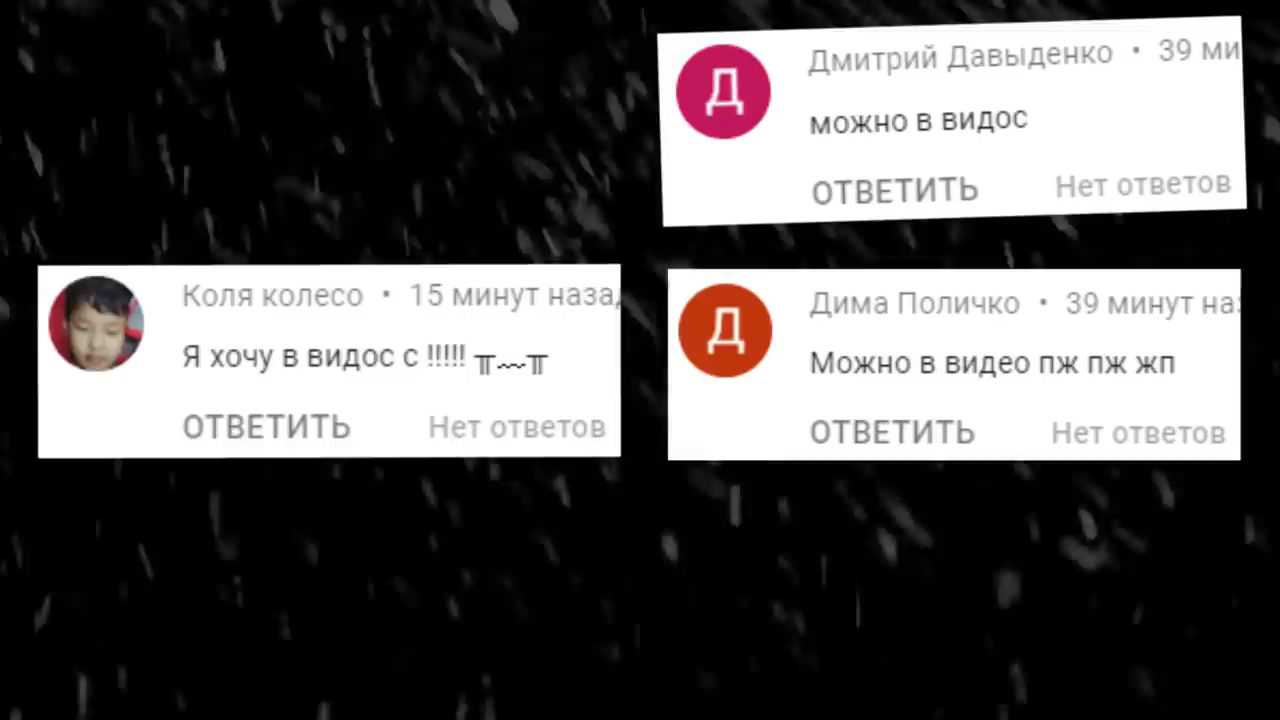 Дмитрий Давыденко • 39 ми
Д
можно в видос
ОТВЕТИТЬ Нет ответов
Коля колесо • 15 минут наза
Я хочу в видос с !!!!! ╥﹏╥
ОТВЕТИТЬ Нет ответов
Дима Поличко • 39 минут на
Д
Можно в видео пж пж жп
ОТВЕТИТЬ Нет ответов